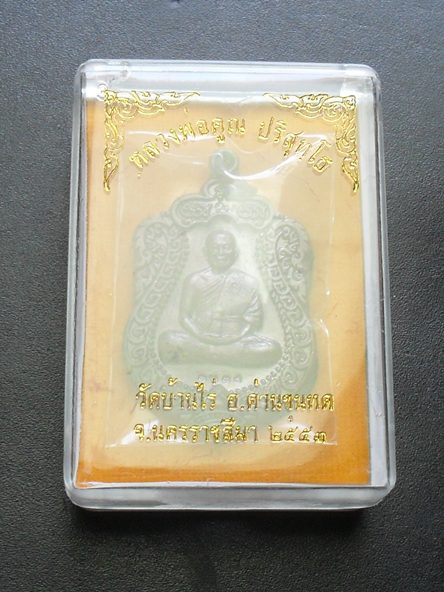 หลวงพ่อคูณ ปริสุทโธ
วัดบ้านไร่ อ.ด่านขุนทด
จ.นครราชสีมา ๒๕๕๓